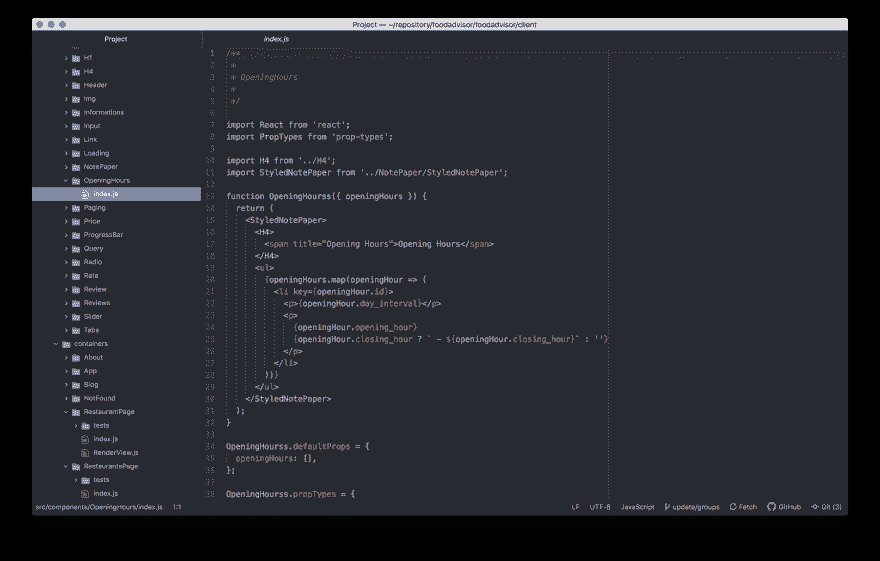 Project — ~/repository/foodadvisor/foodadvisor/client
Project
H1
H4
Header
Img
Informations
Input
Link
Loading
NotePaper
OpeningHours
index.js
Paging
Price
ProgressBar
Query
Radio
Rate
Review
Reviews
Slider
Tabs
containers
About
App
Blog
NotFound
RestaurantPage
tests
index.js
RenderView.js
RestaurantsPage
tests
index.js
index.js
1 /**
2 *
3 * OpeningHours
4 *
5 */
6
7 import React from 'react';
8 import PropTypes from 'prop-types';
9
10 import H4 from '../H4';
11 import StyledNotePaper from '../NotePaper/StyledNotePaper';
12
13 function OpeningHourss({ openingHours }) {
14 return (
15 <StyledNotePaper>
16 <H4>
17 <span title="Opening Hours">Opening Hours</span>
18 </H4>
19 <ul>
20 {openingHours.map(openingHour => (
21 <li key={openingHour.id}>
22 <p>{openingHour.day_interval}</p>
23 <p>
24 {openingHour.opening_hour}
25 {openingHour.closing_hour ? ` - ${openingHour.closing_hour}` : ''}
26 </p>
27 </li>
28 ))}
29 </ul>
30 </StyledNotePaper>
31 );
32 }
33
34 OpeningHourss.defaultProps = {
35 openingHours: [],
36 };
37
38 OpeningHourss.propTypes = {
src/components/OpeningHours/index.js 1:1 LF UTF-8 JavaScript update/groups Fetch GitHub Git (3)